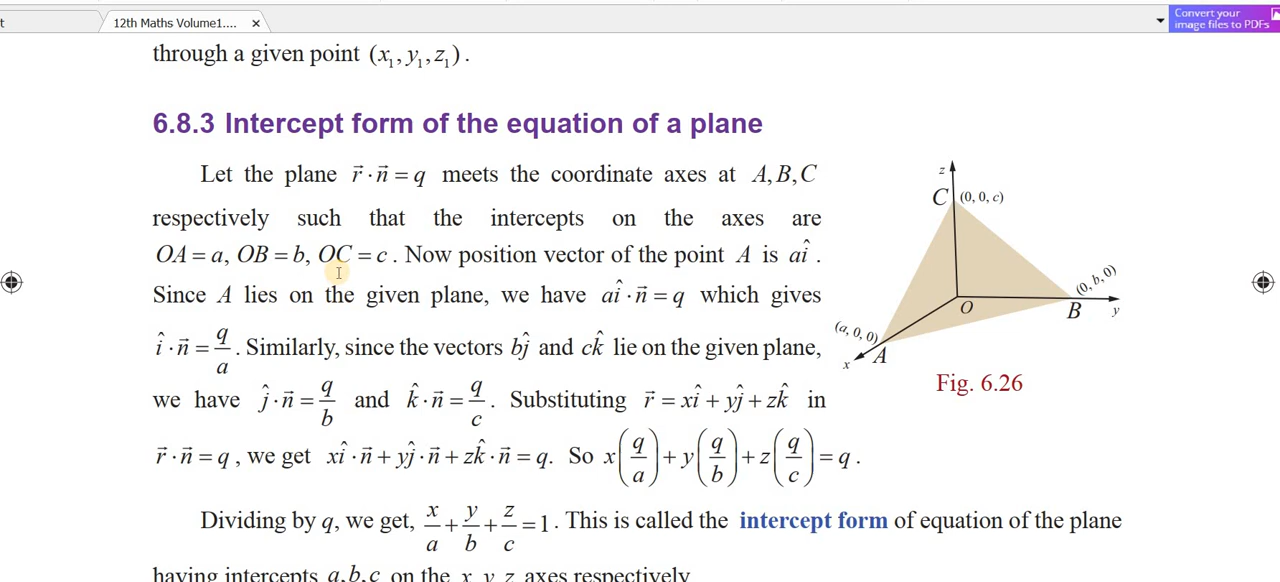 t
12th Maths Volume1....
×
Convert your
image files to PDFs
through a given point (x₁, y₁, z₁).
6.8.3 Intercept form of the equation of a plane
Let the plane r⃗ · n⃗ = q meets the coordinate axes at A, B, C
respectively such that the intercepts on the axes are
OA = a, OB = b, OC = c. Now position vector of the point A is aî.
Since A lies on the given plane, we have aî · n⃗ = q which gives
î · n⃗ = q/a. Similarly, since the vectors bĵ and ck̂ lie on the given plane,
we have ĵ · n⃗ = q/b and k̂ · n⃗ = q/c. Substituting r⃗ = xî + yĵ + zk̂ in
r⃗ · n⃗ = q, we get xî · n⃗ + yĵ · n⃗ + zk̂ · n⃗ = q. So x(q/a) + y(q/b) + z(q/c) = q.
z
C (0, 0, c)
O
(0, b, 0)
B
y
(a, 0, 0)
A
x
Fig. 6.26
Dividing by q, we get, x/a + y/b + z/c = 1. This is called the intercept form of equation of the plane
having intercepts a, b, c on the x, y, z axes respectively